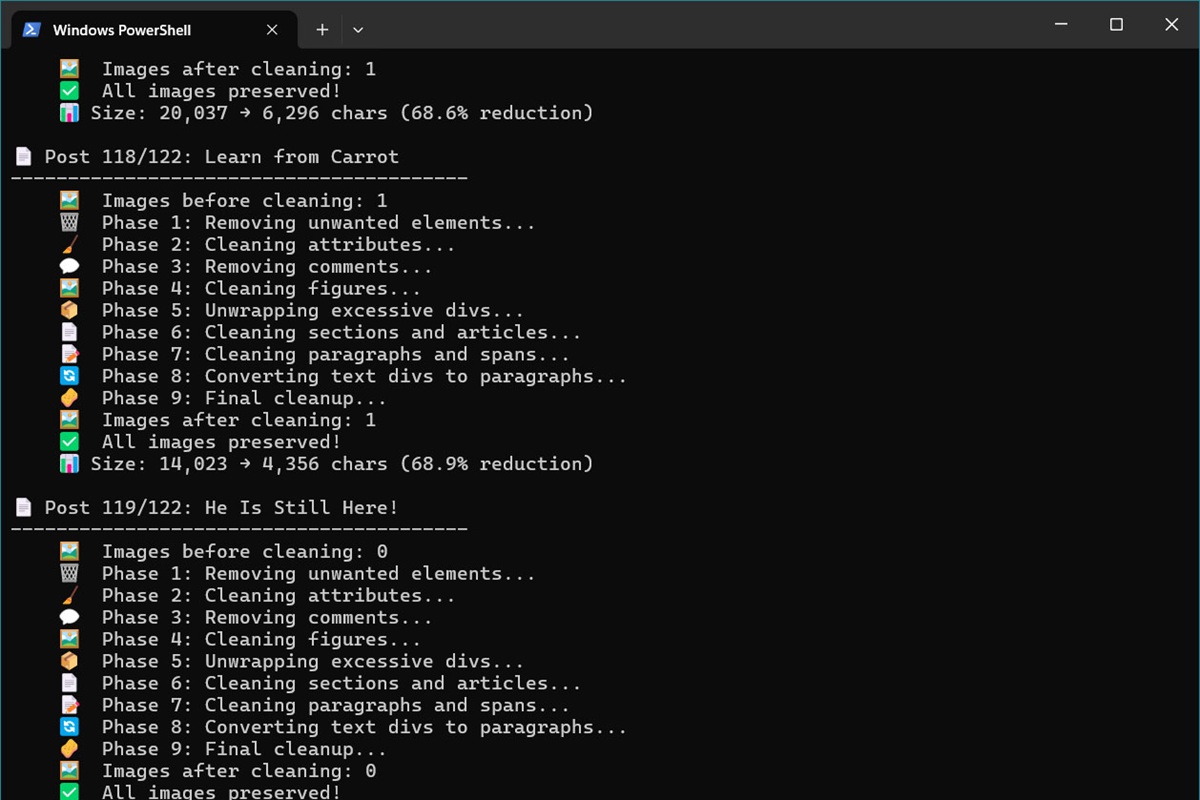 Windows PowerShell
Images after cleaning: 1
All images preserved!
Size: 20,037 → 6,296 chars (68.6% reduction)
Post 118/122: Learn from Carrot
----------------------------------------
Images before cleaning: 1
Phase 1: Removing unwanted elements...
Phase 2: Cleaning attributes...
Phase 3: Removing comments...
Phase 4: Cleaning figures...
Phase 5: Unwrapping excessive divs...
Phase 6: Cleaning sections and articles...
Phase 7: Cleaning paragraphs and spans...
Phase 8: Converting text divs to paragraphs...
Phase 9: Final cleanup...
Images after cleaning: 1
All images preserved!
Size: 14,023 → 4,356 chars (68.9% reduction)
Post 119/122: He Is Still Here!
----------------------------------------
Images before cleaning: 0
Phase 1: Removing unwanted elements...
Phase 2: Cleaning attributes...
Phase 3: Removing comments...
Phase 4: Cleaning figures...
Phase 5: Unwrapping excessive divs...
Phase 6: Cleaning sections and articles...
Phase 7: Cleaning paragraphs and spans...
Phase 8: Converting text divs to paragraphs...
Phase 9: Final cleanup...
Images after cleaning: 0
All images preserved!